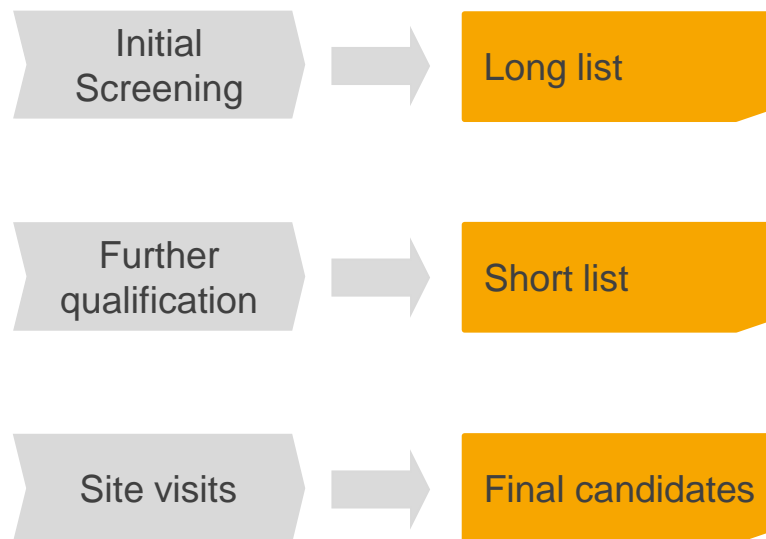 Initial
Screening
Long list
Further
qualification
Short list
Site visits
Final candidates